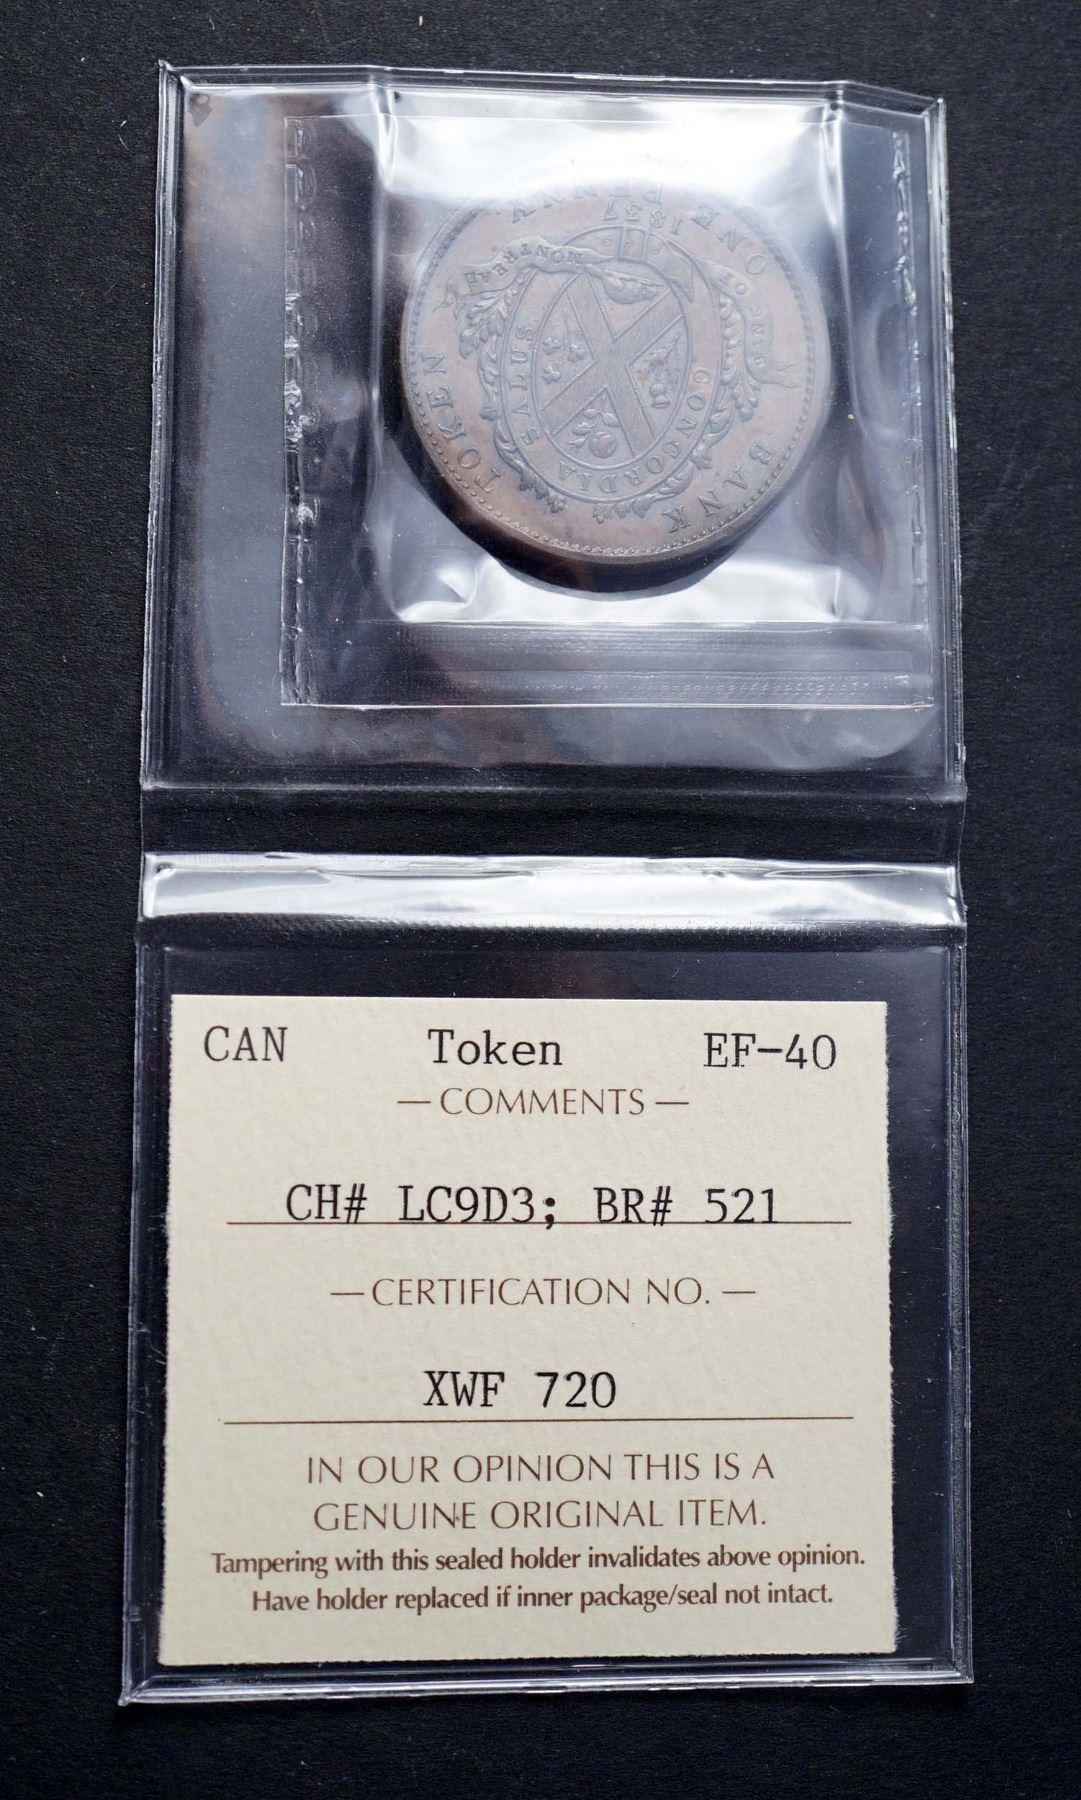 BANK TOKEN
ONE PENNY
1837
CONCORDIA SALUS
BANK OF
MONTREAL
CAN Token EF-40
— COMMENTS —
CH# LC9D3; BR# 521
— CERTIFICATION NO. —
XWF 720
IN OUR OPINION THIS IS A
GENUINE ORIGINAL ITEM.
Tampering with this sealed holder invalidates above opinion.
Have holder replaced if inner package/seal not intact.